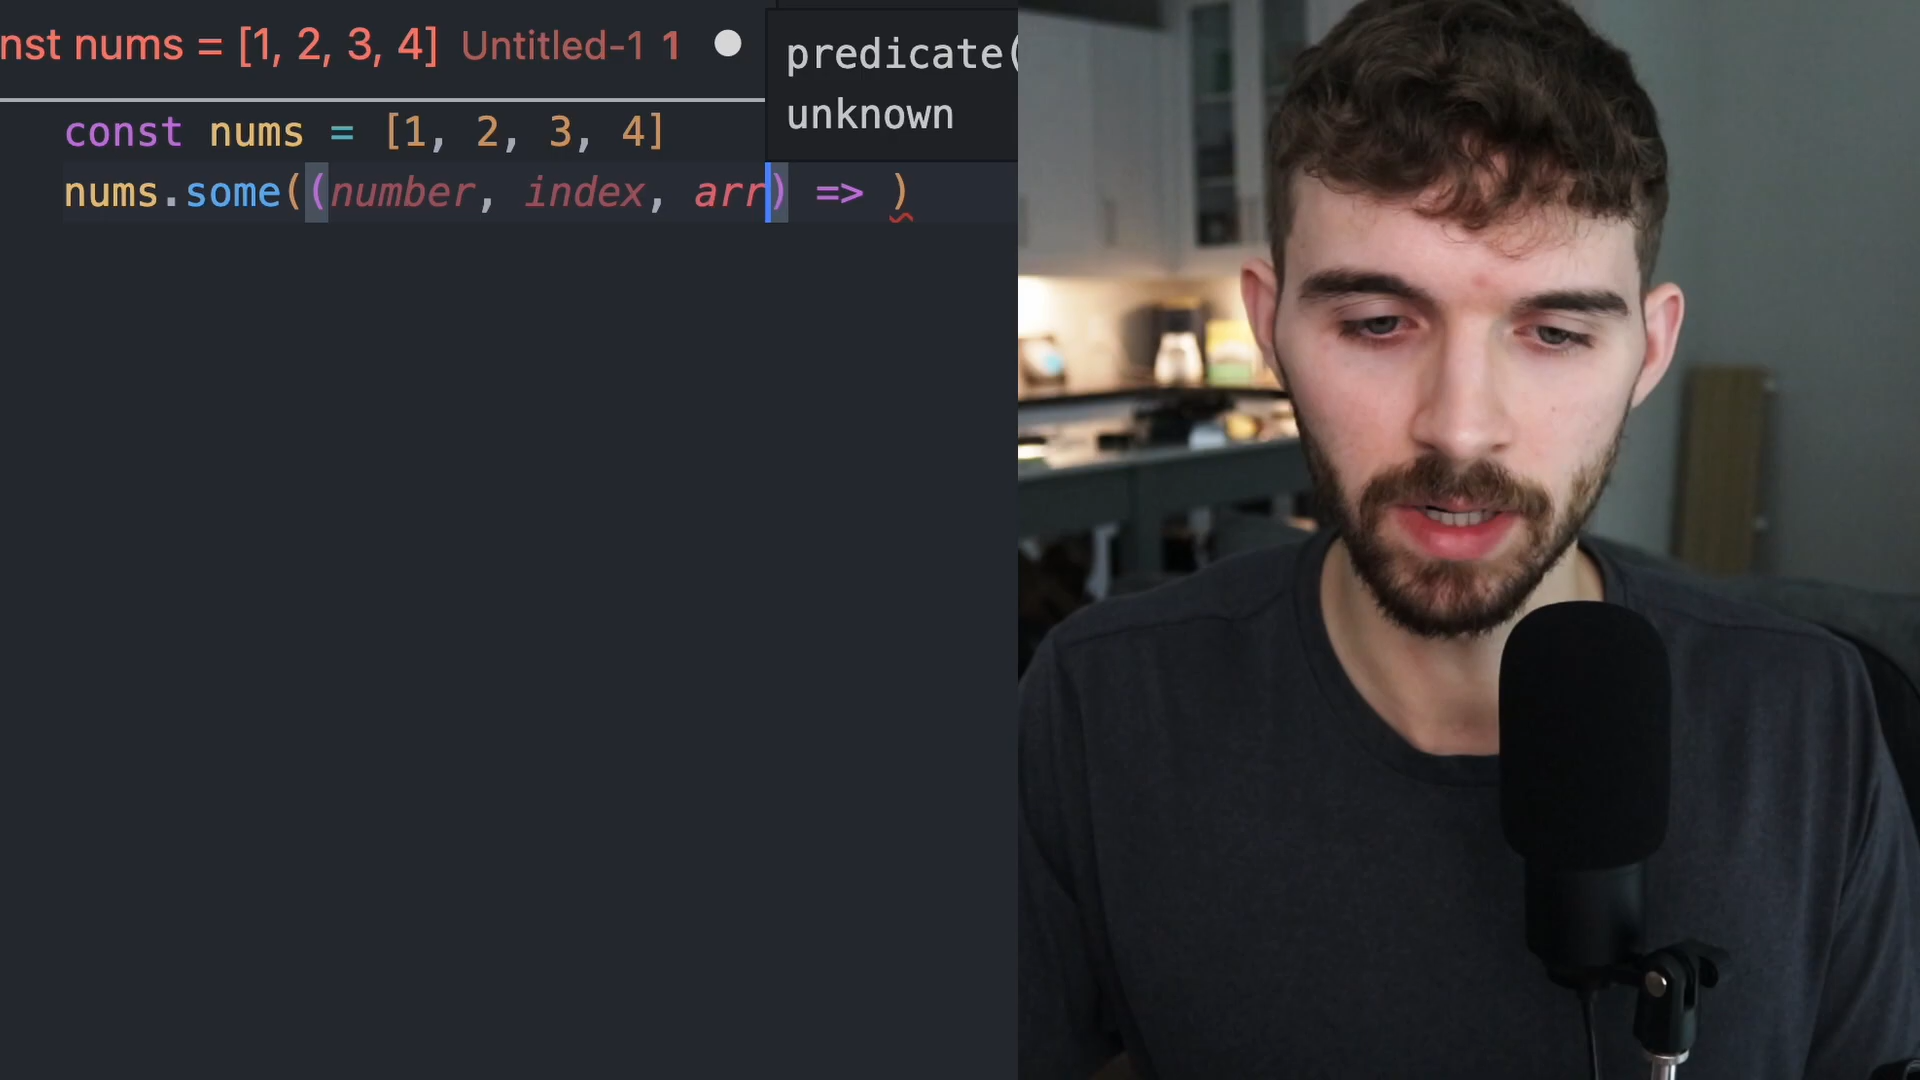 nst nums = [1, 2, 3, 4] Untitled-1 1
predicate(
unknown
const nums = [1, 2, 3, 4]
nums.some((number, index, arr) => )